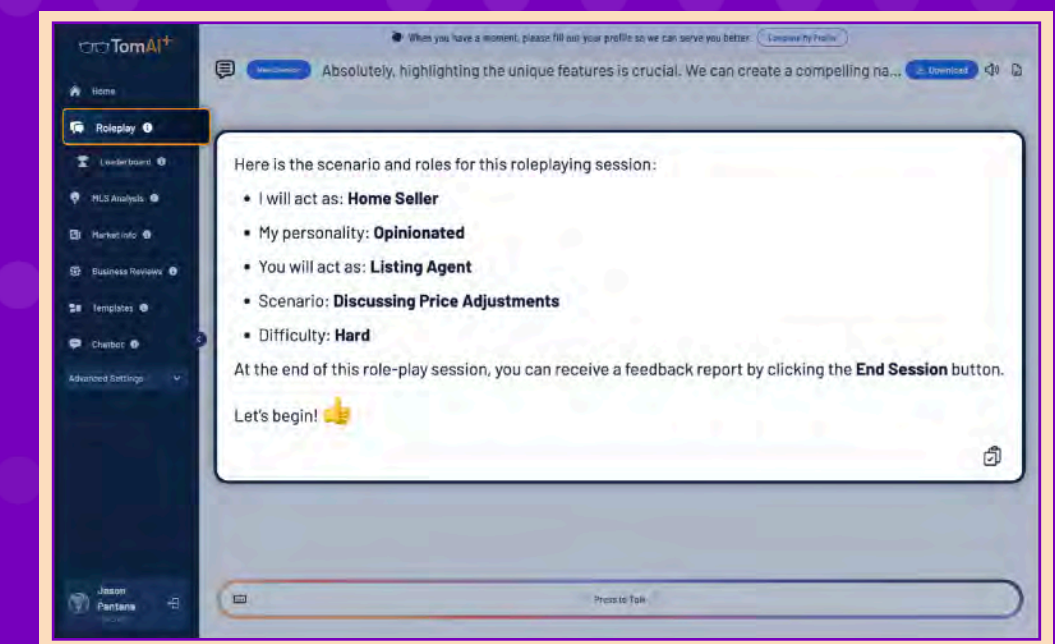 TomAI+
When you have a moment, please fill out your profile so we can serve you better.
Absolutely, highlighting the unique features is crucial. We can create a compelling na...
Download
Home
Roleplay
Leaderboard
MLS Analysis
Market Info
Business Reviews
Templates
Chatbot
Advanced Settings
Here is the scenario and roles for this roleplaying session:
• I will act as: Home Seller
• My personality: Opinionated
• You will act as: Listing Agent
• Scenario: Discussing Price Adjustments
• Difficulty: Hard
At the end of this role-play session, you can receive a feedback report by clicking the End Session button.
Let's begin! 👍
Jason
Pantana
Press to Talk